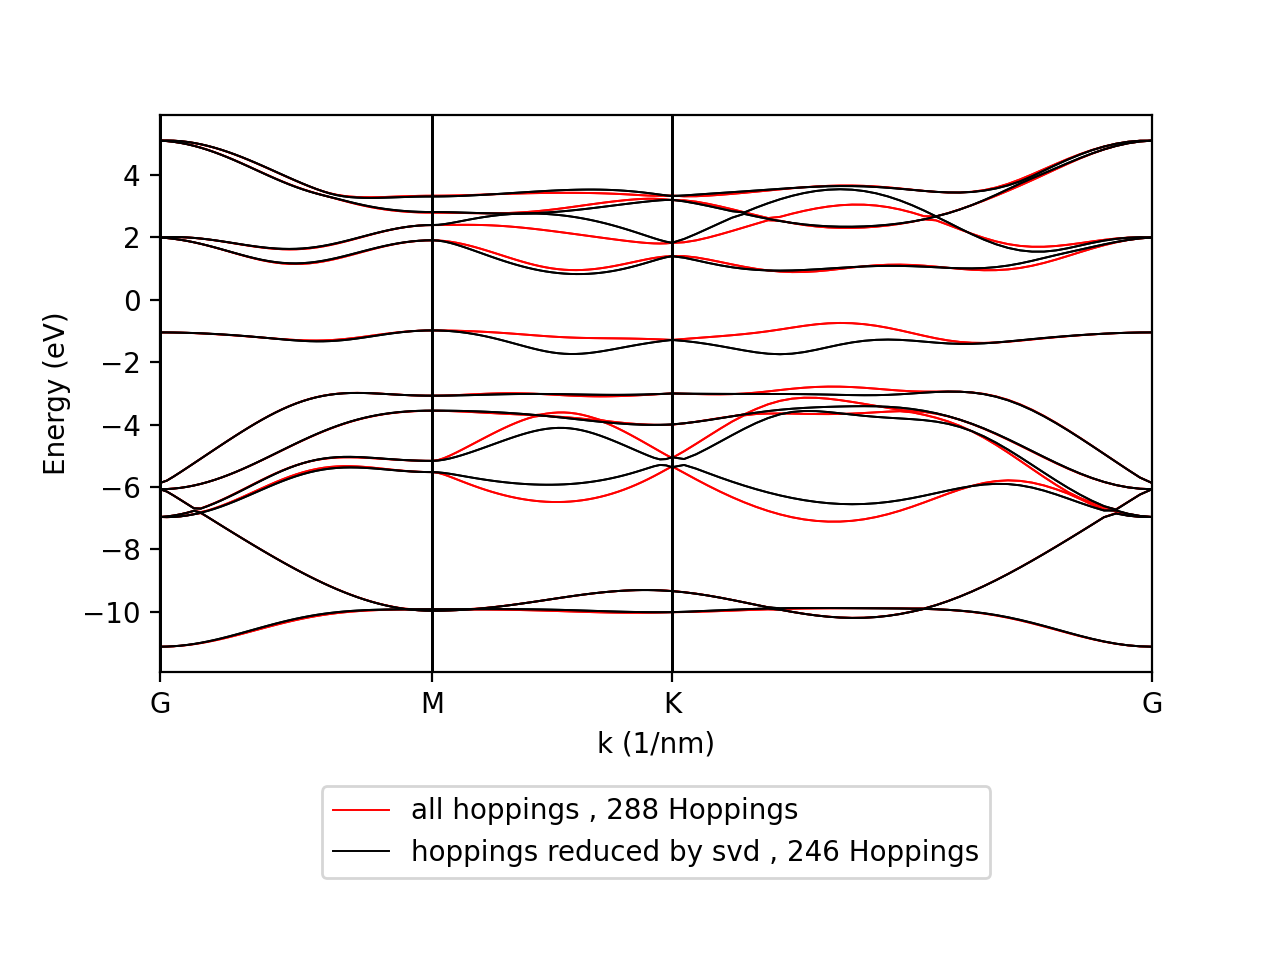 4
2
0
−2
−4
−6
−8
−10
Energy (eV)
G M K G
k (1/nm)
all hoppings , 288 Hoppings
hoppings reduced by svd , 246 Hoppings